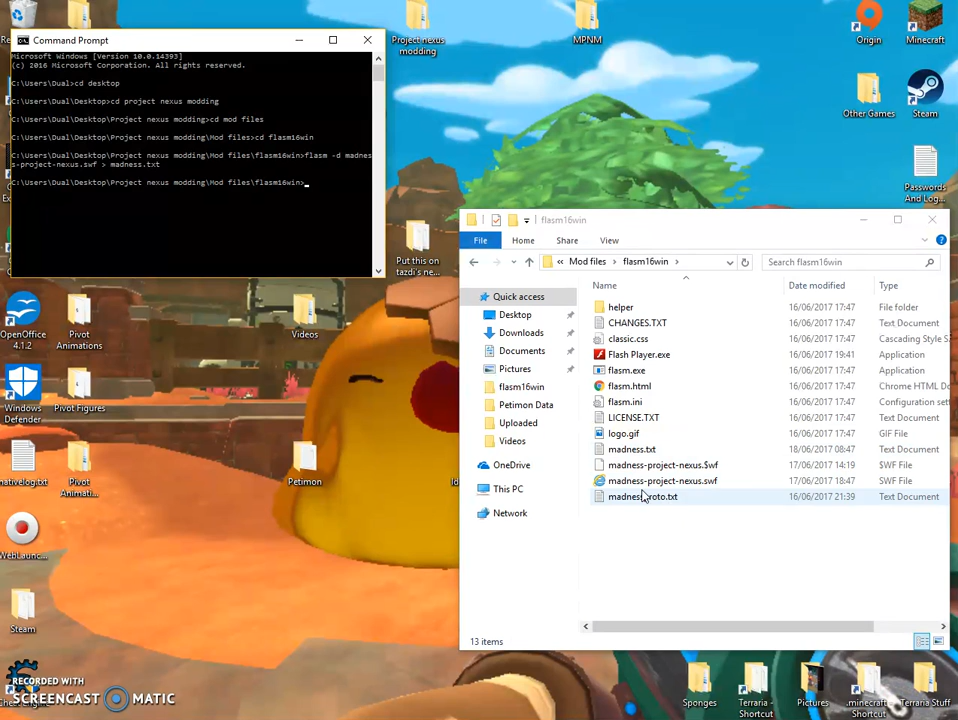 Command Prompt
Microsoft Windows [Version 10.0.14393]
(c) 2016 Microsoft Corporation. All rights reserved.
C:\Users\Dual>cd desktop
C:\Users\Dual\Desktop>cd project nexus modding
C:\Users\Dual\Desktop\Project nexus modding>cd mod files
C:\Users\Dual\Desktop\Project nexus modding\Mod files>cd flasm16win
C:\Users\Dual\Desktop\Project nexus modding\Mod files\flasm16win>flasm -d madnes
s-project-nexus.swf > madness.txt
C:\Users\Dual\Desktop\Project nexus modding\Mod files\flasm16win>
Project nexus
modding
MPNM
Origin
Minecraft
Other Games
Steam
Passwords
And Log...
Put this on
tazdi's ne...
OpenOffice
4.1.2
Pivot
Animations
Videos
Windows
Defender
Pivot Figures
nativelog.txt
Pivot
Animati...
Petimon
WebLaunc...
Steam
flasm16win
File
Home
Share
View
« Mod files > flasm16win >
Search flasm16win
Name
Date modified
Type
Quick access
Desktop
Downloads
Documents
Pictures
flasm16win
Petimon Data
Uploaded
Videos
OneDrive
This PC
Network
helper 16/06/2017 17:47 File folder
CHANGES.TXT 16/06/2017 17:47 Text Document
classic.css 16/06/2017 17:47 Cascading Style S
Flash Player.exe 16/06/2017 19:41 Application
flasm.exe 16/06/2017 17:47 Application
flasm.html 16/06/2017 17:47 Chrome HTML Do
flasm.ini 16/06/2017 17:47 Configuration set
LICENSE.TXT 16/06/2017 17:47 Text Document
logo.gif 16/06/2017 17:47 GIF File
madness.txt 18/06/2017 08:47 Text Document
madness-project-nexus.$wf 17/06/2017 14:19 $WF File
madness-project-nexus.swf 17/06/2017 18:47 SWF File
16/06/2017 21:39 Text Document
13 items
Sponges
Terraria -
Shortcut
Pictures
.minecraft
Shortcut
Terraria Stuff
RECORDED WITH
SCREENCAST MATIC